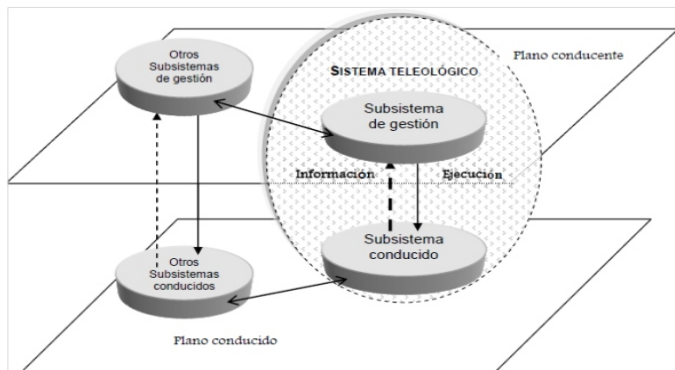 Otros
Subsistemas
de gestión
SISTEMA TELEOLÓGICO
Plano conducente
Subsistema
de gestión
Información
Ejecución
Otros
Subsistemas
conducidos
Subsistema
conducido
Plano conducido